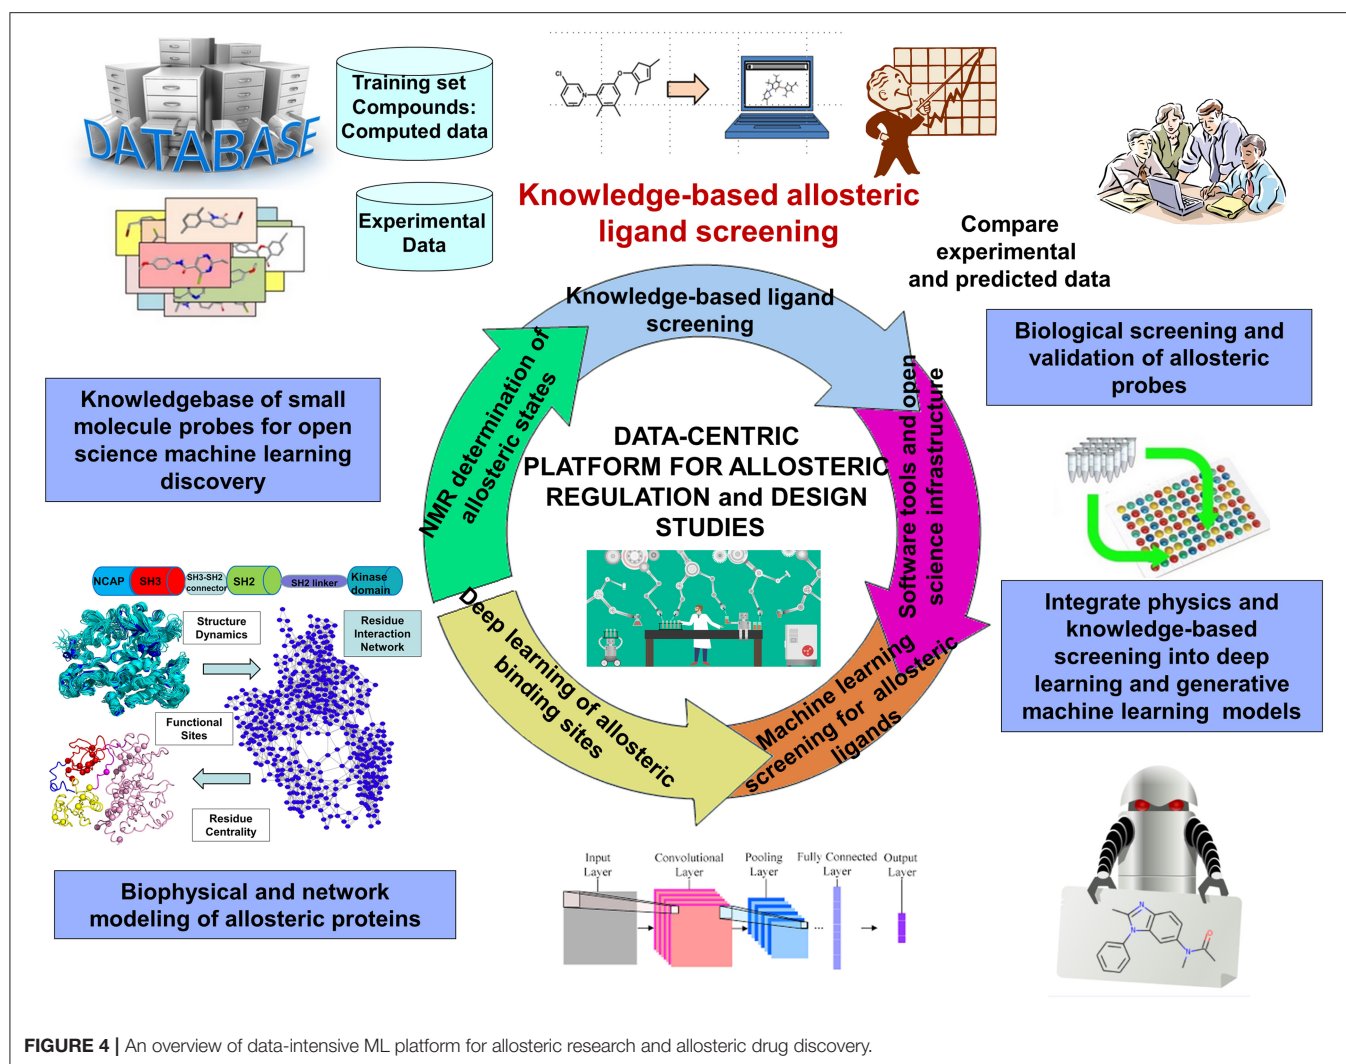 DATABASE
Training set
Compounds:
Computed data
Experimental
Data
Cl
O
N
Knowledge-based allosteric
ligand screening
Compare
experimental
and predicted data
Knowledgebase of small
molecule probes for open
science machine learning
discovery
Biological screening and
validation of allosteric
probes
Knowledge-based ligand
screening
NMR determination of
allosteric states
Software tools and open
science infrastructure
DATA-CENTRIC
PLATFORM FOR ALLOSTERIC
REGULATION and DESIGN
STUDIES
Deep learning of allosteric
binding sites
Machine learning
screening for allosteric
ligands
NCAP
SH3
SH3-SH2
connector
SH2
SH2 linker
Kinase
domain
Structure
Dynamics
Residue
Interaction
Network
Functional
Sites
Residue
Centrality
Biophysical and network
modeling of allosteric proteins
Integrate physics and
knowledge-based
screening into deep
learning and generative
machine learning models
Input
Layer
Convolutional
Layer
Pooling
Layer
Fully Connected
Layer
Output
Layer
...
N
N
O
N
FIGURE 4 | An overview of data-intensive ML platform for allosteric research and allosteric drug discovery.